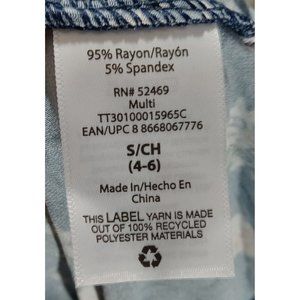 95% Rayon/Rayón
5% Spandex
RN# 52469
Multi
TT30100015965C
EAN/UPC 8 8668067776
S/CH
(4-6)
Made In/Hecho En
China
THIS LABEL YARN IS MADE
OUT OF 100% RECYCLED
POLYESTER MATERIALS